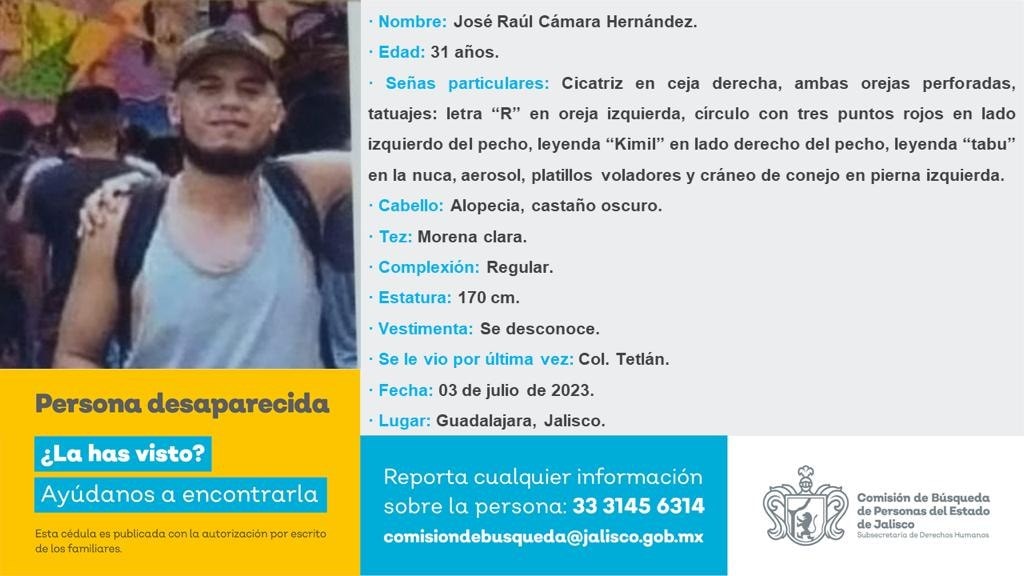 · Nombre: José Raúl Cámara Hernández.
· Edad: 31 años.
· Señas particulares: Cicatriz en ceja derecha, ambas orejas perforadas,
tatuajes: letra “R” en oreja izquierda, círculo con tres puntos rojos en lado
izquierdo del pecho, leyenda “Kimil” en lado derecho del pecho, leyenda “tabu”
en la nuca, aerosol, platillos voladores y cráneo de conejo en pierna izquierda.
· Cabello: Alopecia, castaño oscuro.
· Tez: Morena clara.
· Complexión: Regular.
· Estatura: 170 cm.
· Vestimenta: Se desconoce.
· Se le vio por última vez: Col. Tetlán.
· Fecha: 03 de julio de 2023.
· Lugar: Guadalajara, Jalisco.
Persona desaparecida
¿La has visto?
Ayúdanos a encontrarla
Esta cédula es publicada con la autorización por escrito
de los familiares.
Reporta cualquier información
sobre la persona: 33 3145 6314
comisiondebusqueda@jalisco.gob.mx
Comisión de Búsqueda
de Personas del Estado
de Jalisco
Subsecretaría de Derechos Humanos